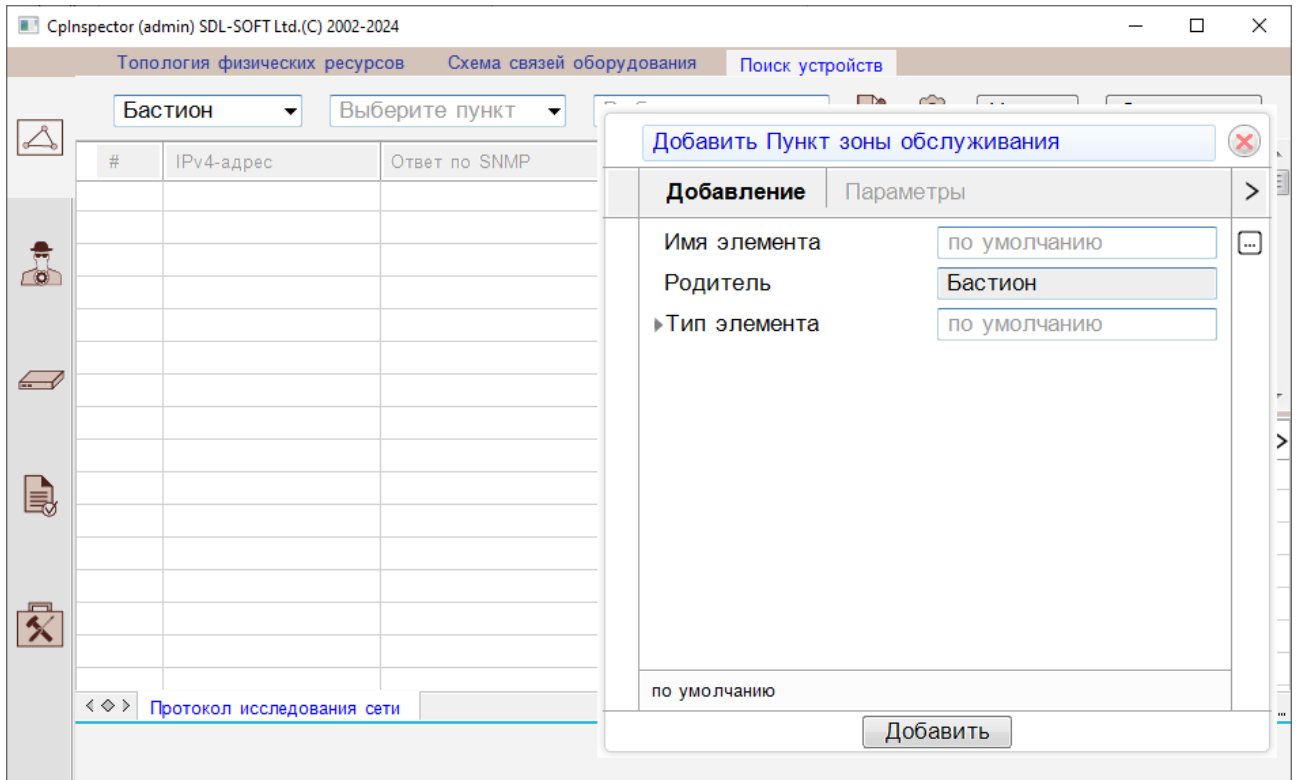 CpInspector (admin) SDL-SOFT Ltd.(C) 2002-2024
Топология физических ресурсов Схема связей оборудования Поиск устройств
Бастион Выберите пункт
# IPv4-адрес Ответ по SNMP
Добавить Пункт зоны обслуживания
Добавление Параметры
Имя элемента по умолчанию
Родитель Бастион
Тип элемента по умолчанию
по умолчанию
Добавить
Протокол исследования сети